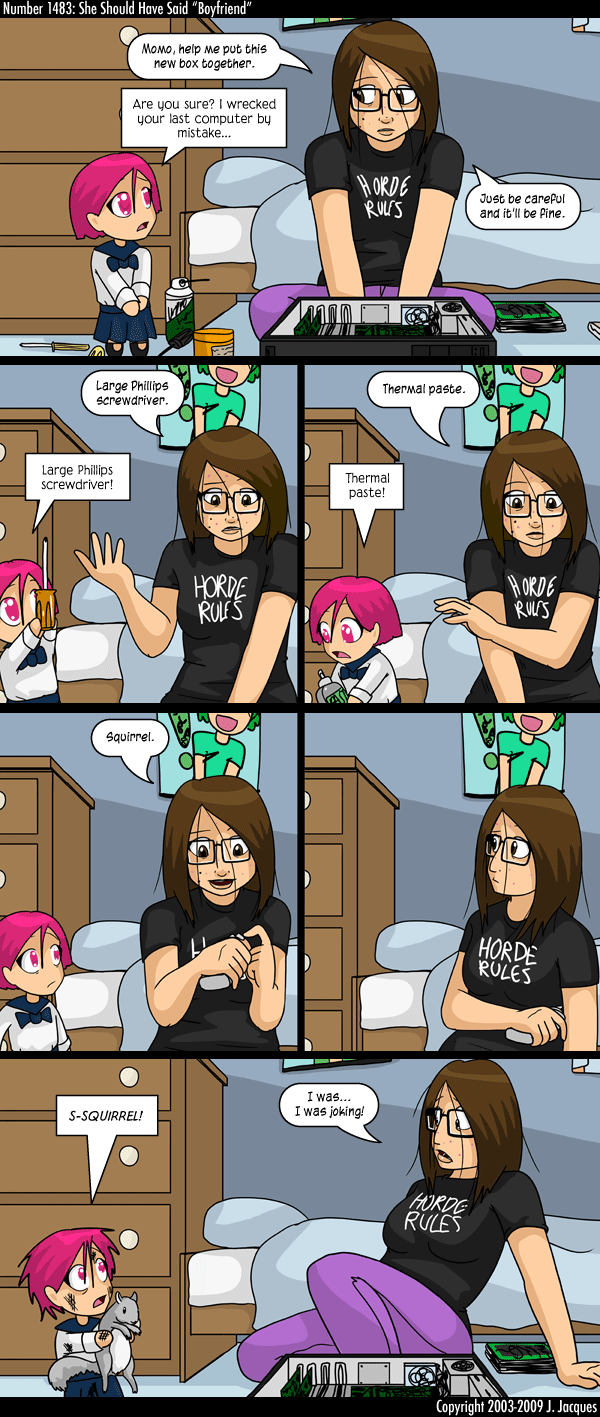 Number 1483: She Should Have Said "Boyfriend"
Momo, help me put this
new box together.
Are you sure? I wrecked
your last computer by
mistake...
HORDE
RULES
Just be careful
and it'll be fine.
Large Phillips
screwdriver.
Large Phillips
screwdriver!
HORDE
RULES
Thermal paste.
Thermal
paste!
HORDE
RULES
Squirrel.
HORDE
RULES
S-SQUIRREL!
I was...
I was joking!
HORDE
RULES
Copyright 2003-2009 J. Jacques